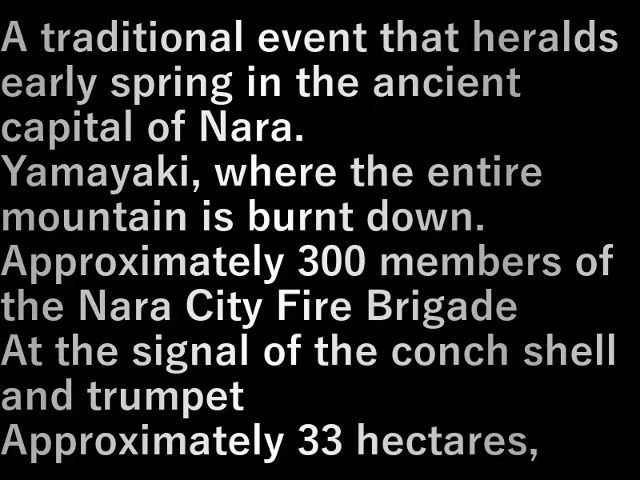 A traditional event that heralds
early spring in the ancient
capital of Nara.
Yamayaki, where the entire
mountain is burnt down.
Approximately 300 members of
the Nara City Fire Brigade
At the signal of the conch shell
and trumpet
Approximately 33 hectares,